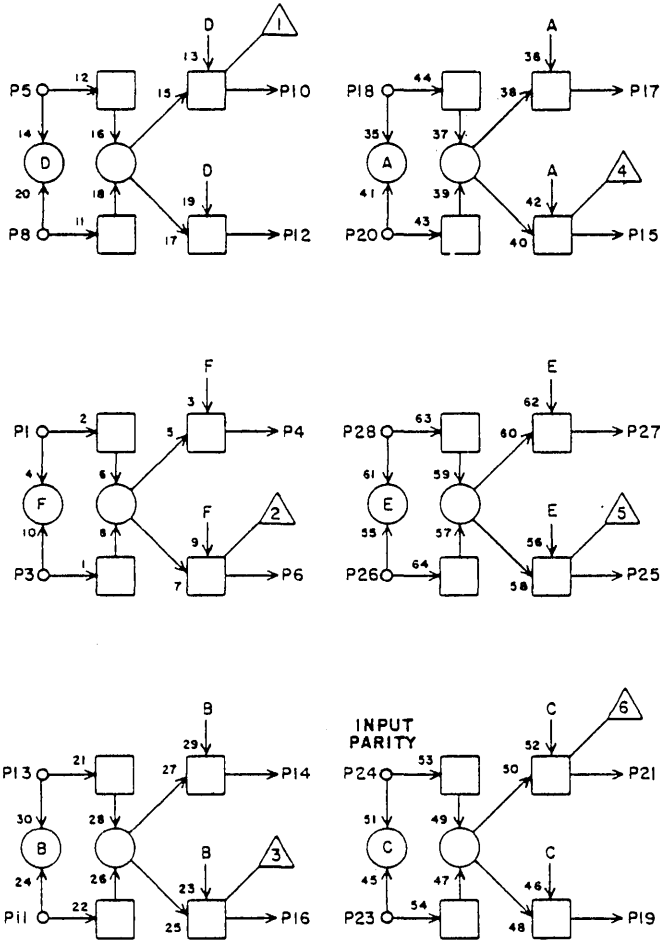 D 1 A
12 13 44 36
P5 15 P10 P18 38 P17
14 16 35 37
D A
20 18 D 41 39 A 4
19 42
P8 11 17 P12 P20 43 40 P15
F E
2 3 63 62
P1 5 P4 P28 60 P27
4 6 61 59
F E
10 8 F 2 55 57 E 5
9 56
P3 1 7 P6 P26 64 58 P25
B C 6
INPUT
PARITY
21 29 53 52
P13 27 P14 P24 50 P21
30 28 51 49
B C
24 26 B 3 45 47 C
23 46
P11 22 25 P16 P23 54 48 P19